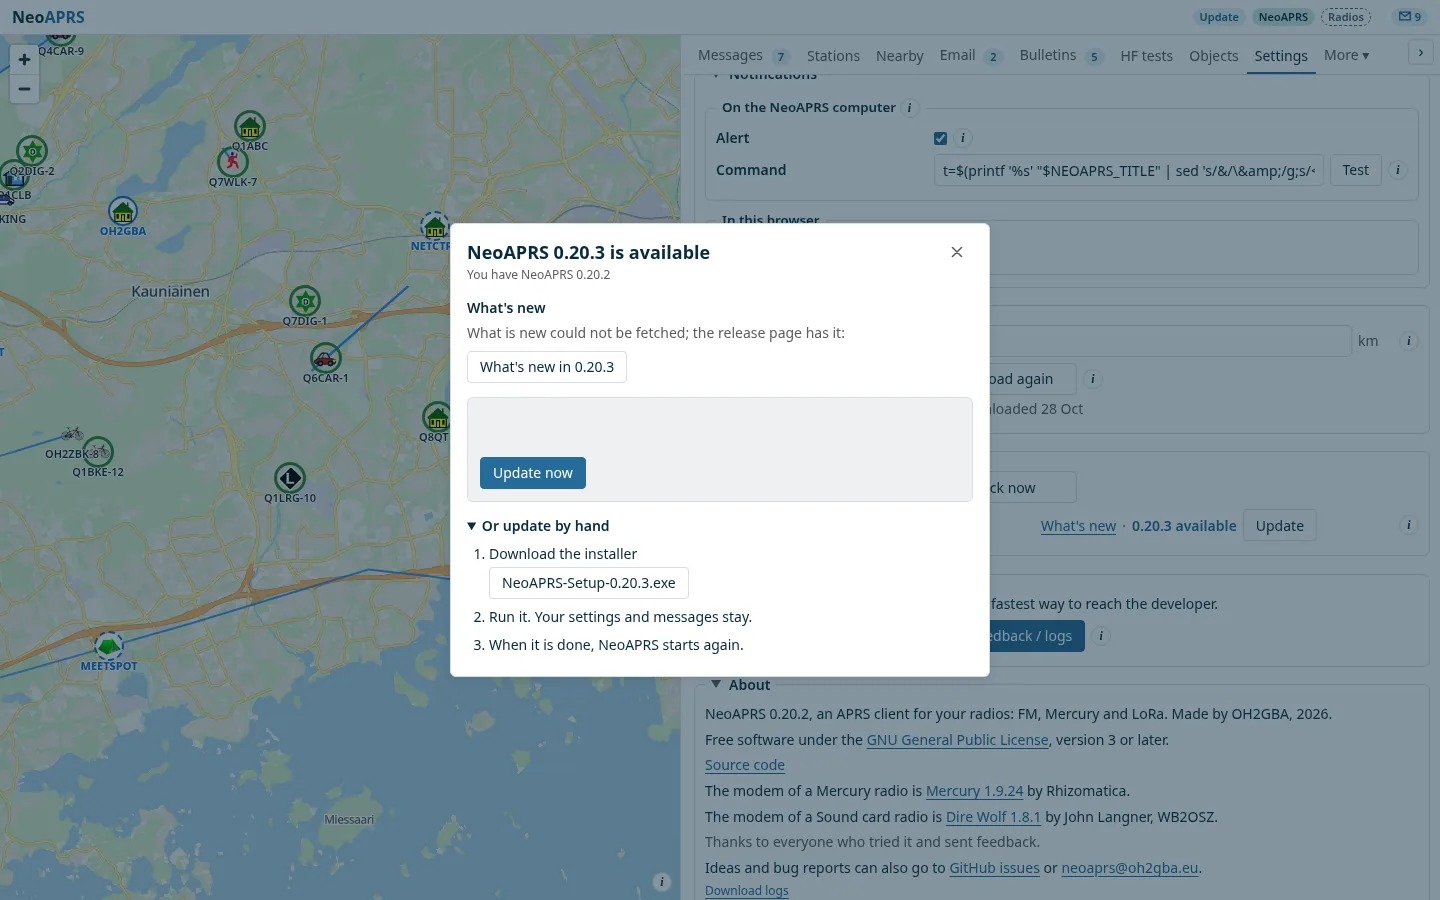 NeoAPRS
Update
NeoAPRS
Radios
9
Messages 7
Stations
Nearby
Email 2
Bulletins 5
HF tests
Objects
Settings
More ▾
›
+
−
Q4CAR-9
Q1ABC
Q2DIG-2
Q7WLK-7
KING
OH2GBA
Kauniainen
Q7DIG-1
Q6CAR-1
OH2ZBK-8
Q1BKE-12
Q1LRG-10
MEETSPOT
Miessaari
i
Notifications
On the NeoAPRS computer i
Alert i
Command t=$(printf '%s' "$NEOAPRS_TITLE" | sed 's/&/\&amp;/g;s/< Test i
In this browser
km i
oad again i
loaded 28 Oct
ck now
What's new · 0.20.3 available Update i
fastest way to reach the developer.
edback / logs i
About
NeoAPRS 0.20.2, an APRS client for your radios: FM, Mercury and LoRa. Made by OH2GBA, 2026.
Free software under the GNU General Public License, version 3 or later.
Source code
The modem of a Mercury radio is Mercury 1.9.24 by Rhizomatica.
The modem of a Sound card radio is Dire Wolf 1.8.1 by John Langner, WB2OSZ.
Thanks to everyone who tried it and sent feedback.
Ideas and bug reports can also go to GitHub issues or neoaprs@oh2gba.eu.
Download logs
NeoAPRS 0.20.3 is available
You have NeoAPRS 0.20.2
What's new
What is new could not be fetched; the release page has it:
What's new in 0.20.3
Update now
Or update by hand
1. Download the installer
NeoAPRS-Setup-0.20.3.exe
2. Run it. Your settings and messages stay.
3. When it is done, NeoAPRS starts again.